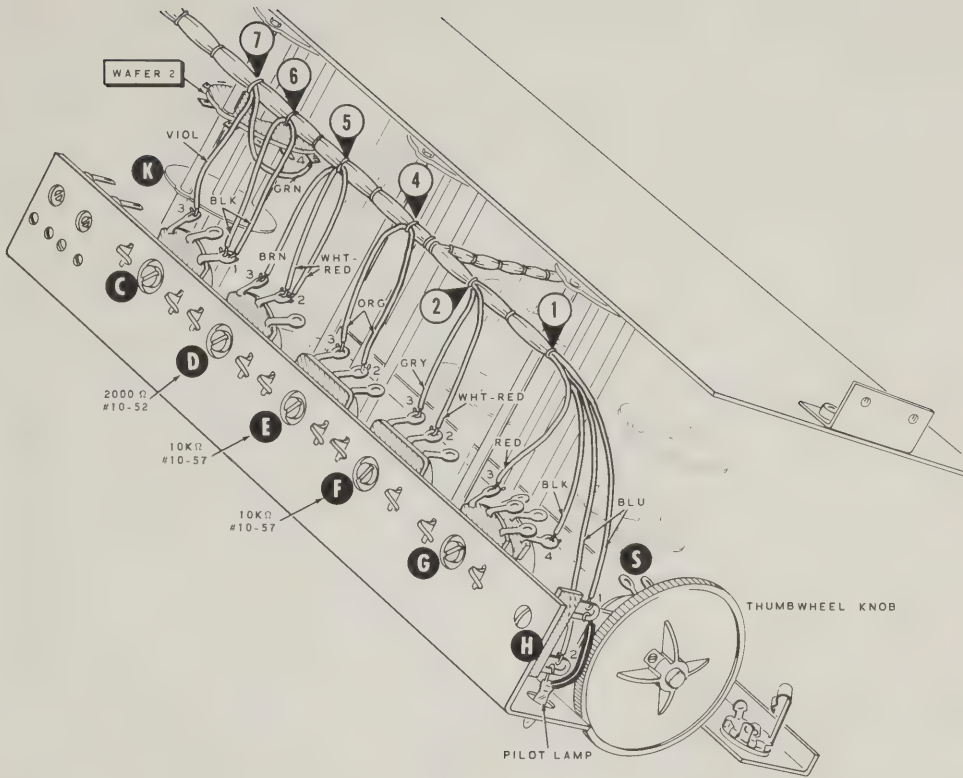 7
6
WAFER 2
5
VIOL
4
4
K
GRN
BLK
3
1
BRN
WHT-
RED
3
2
2
1
C
ORG
3
2
GRY
D
WHT-RED
2000 Ω
#10-52
3
2
E
RED
10KΩ
#10-57
3
BLK
BLU
F
4
10KΩ
#10-57
S
G
1
THUMBWHEEL KNOB
H
2
PILOT LAMP